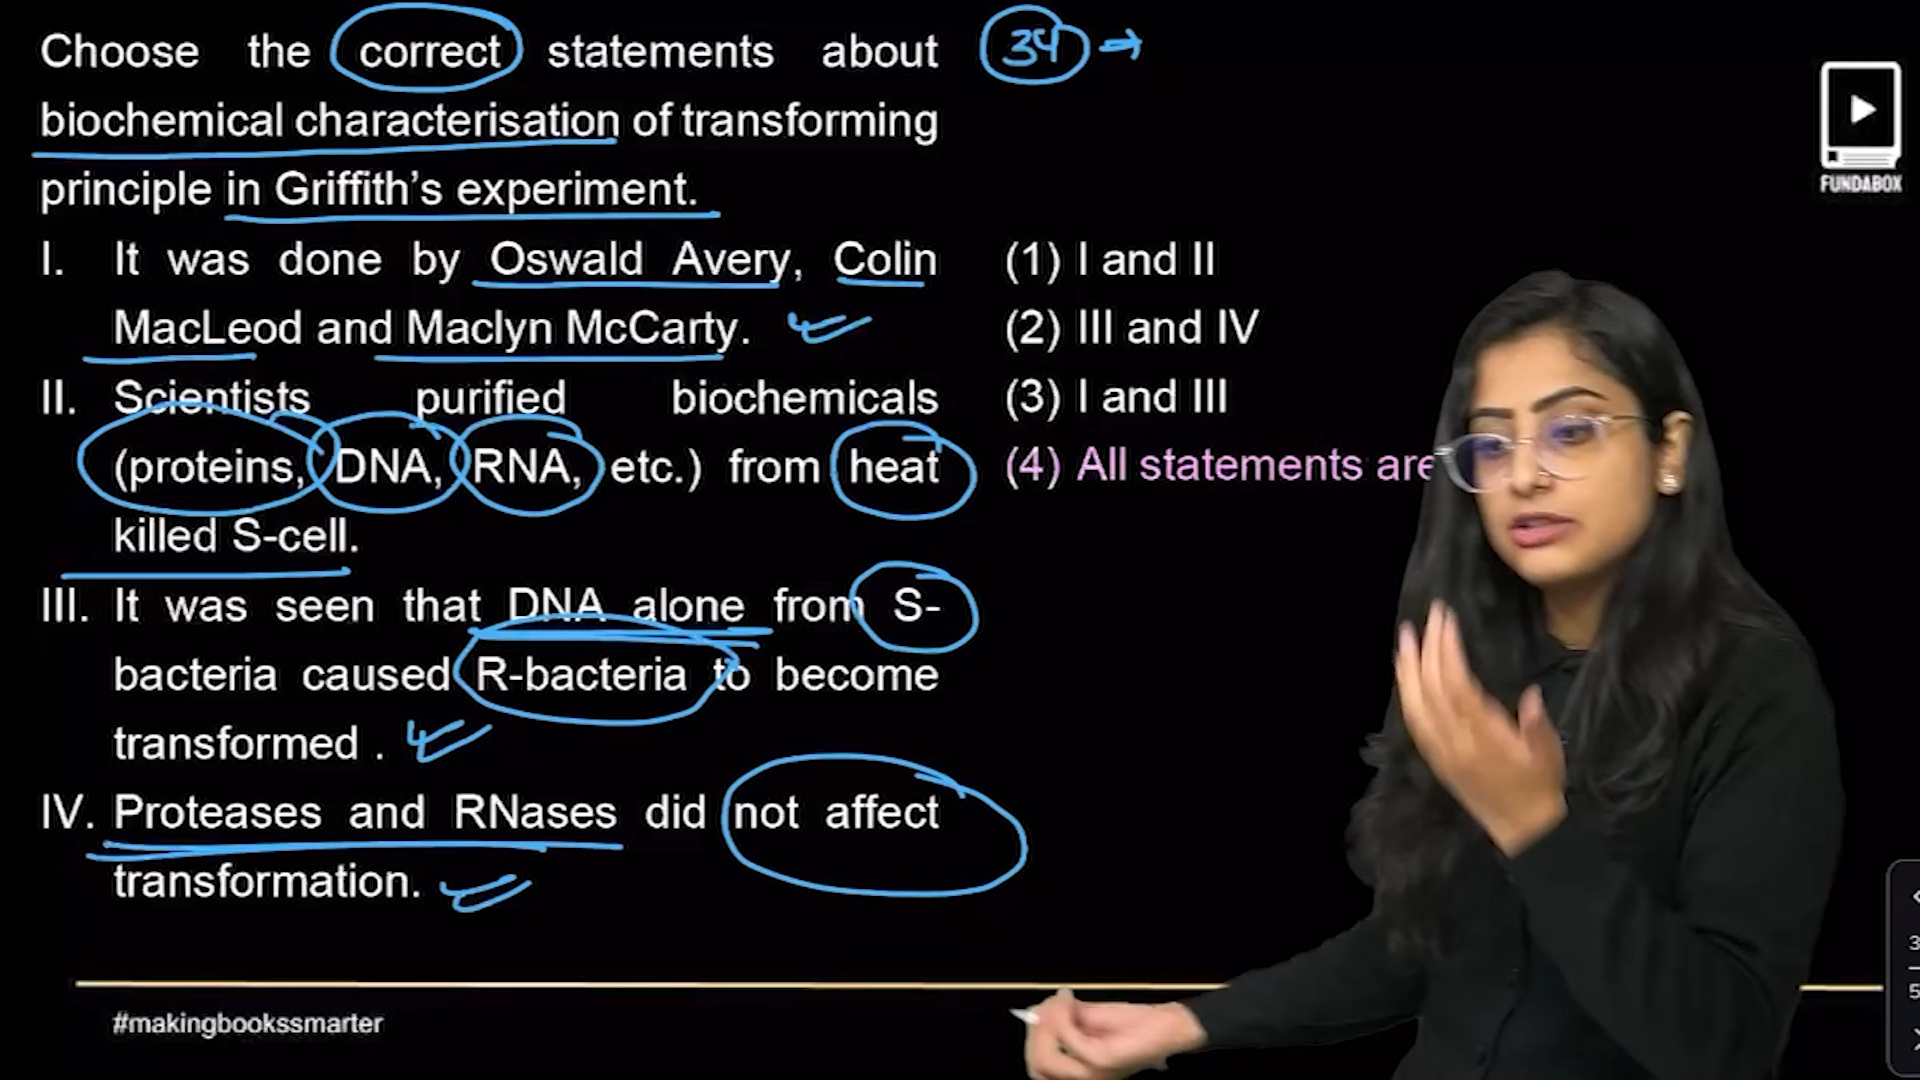 Choose the correct statements about
biochemical characterisation of transforming
principle in Griffith's experiment.
I. It was done by Oswald Avery, Colin
MacLeod and Maclyn McCarty.
II. Scientists purified biochemicals
(proteins, DNA, RNA, etc.) from heat
killed S-cell.
III. It was seen that DNA alone from S-
bacteria caused R-bacteria to become
transformed .
IV. Proteases and RNases did not affect
transformation.
34 →
(1) I and II
(2) III and IV
(3) I and III
(4) All statements are
FUNDABOX
#makingbookssmarter
3
5